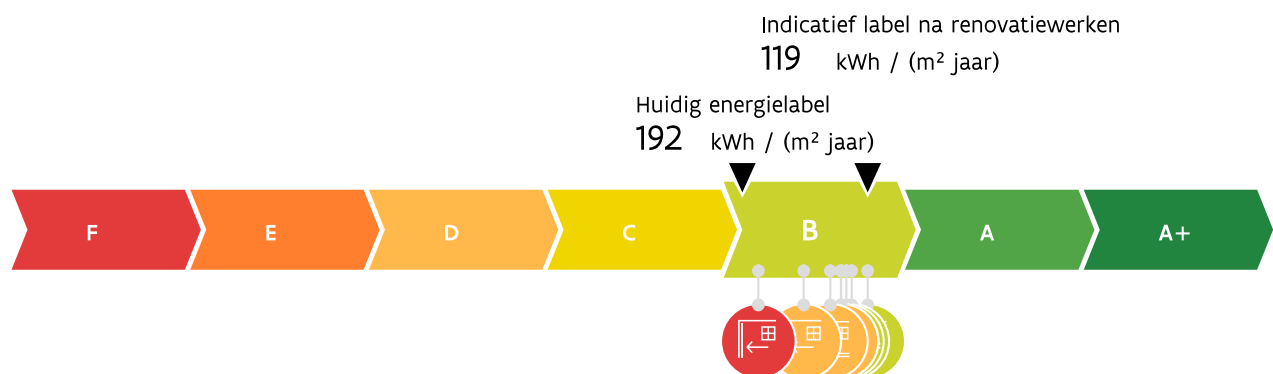 Indicatief label na renovatiewerken
119 kWh / (m² jaar)
Huidig energielabel
192 kWh / (m² jaar)
F E D C B A A+